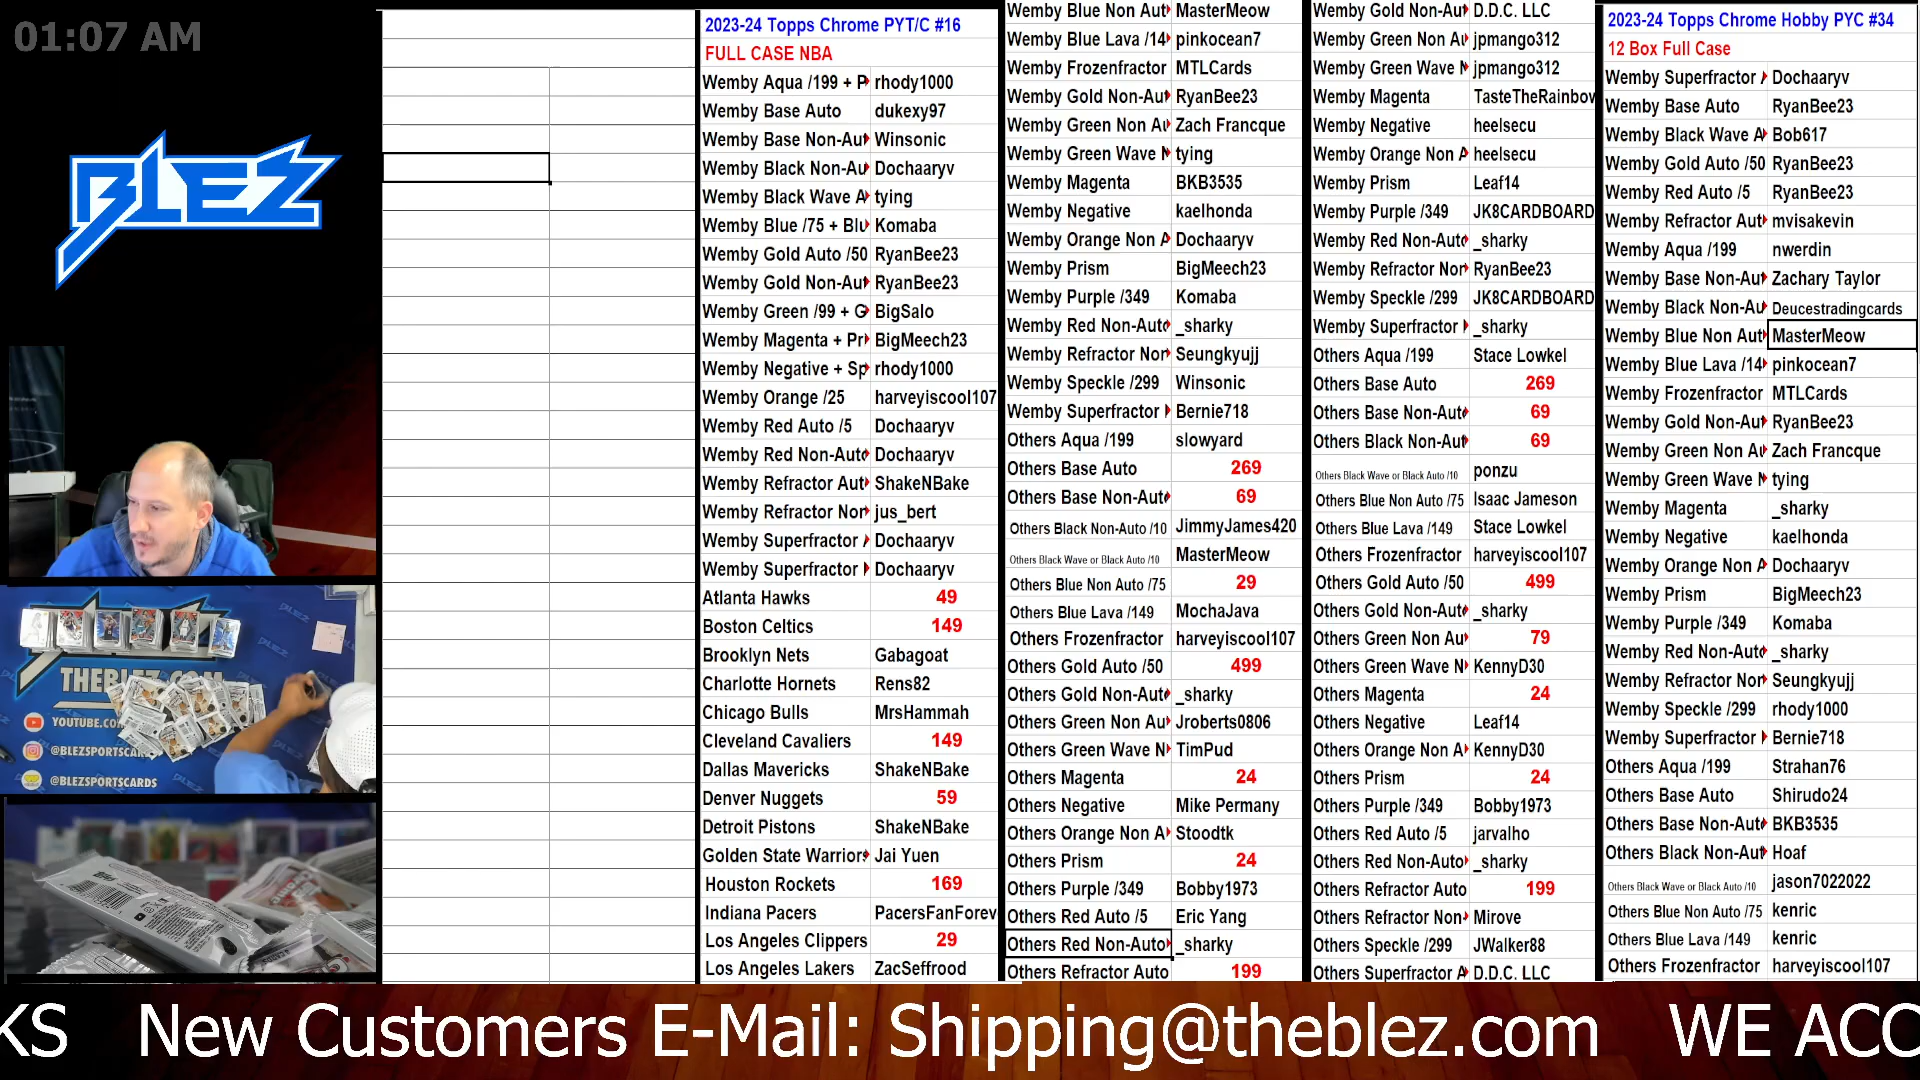 01:07 AM
BLEZ
THEBLEZ.COM
YOUTUBE.CO
@BLEZSPORTSCAR
@BLEZSPORTSCARDS
2023-24 Topps Chrome PYT/C #16
FULL CASE NBA
Wemby Aqua /199 + P rhody1000
Wemby Base Auto dukexy97
Wemby Base Non-Aut Winsonic
Wemby Black Non-Au Dochaaryv
Wemby Black Wave A tying
Wemby Blue /75 + Blu Komaba
Wemby Gold Auto /50 RyanBee23
Wemby Gold Non-Aut RyanBee23
Wemby Green /99 + G BigSalo
Wemby Magenta + Pr BigMeech23
Wemby Negative + Sp rhody1000
Wemby Orange /25 harveyiscool107
Wemby Red Auto /5 Dochaaryv
Wemby Red Non-Auto Dochaaryv
Wemby Refractor Aut ShakeNBake
Wemby Refractor Nor jus_bert
Wemby Superfractor A Dochaaryv
Wemby Superfractor N Dochaaryv
Atlanta Hawks 49
Boston Celtics 149
Brooklyn Nets Gabagoat
Charlotte Hornets Rens82
Chicago Bulls MrsHammah
Cleveland Cavaliers 149
Dallas Mavericks ShakeNBake
Denver Nuggets 59
Detroit Pistons ShakeNBake
Golden State Warriors Jai Yuen
Houston Rockets 169
Indiana Pacers PacersFanForev
Los Angeles Clippers 29
Los Angeles Lakers ZacSeffrood
Wemby Blue Non Aut MasterMeow
Wemby Blue Lava /14 pinkocean7
Wemby Frozenfractor MTLCards
Wemby Gold Non-Aut RyanBee23
Wemby Green Non Au Zach Francque
Wemby Green Wave N tying
Wemby Magenta BKB3535
Wemby Negative kaelhonda
Wemby Orange Non A Dochaaryv
Wemby Prism BigMeech23
Wemby Purple /349 Komaba
Wemby Red Non-Auto _sharky
Wemby Refractor Nor Seungkyujj
Wemby Speckle /299 Winsonic
Wemby Superfractor N Bernie718
Others Aqua /199 slowyard
Others Base Auto 269
Others Base Non-Auto 69
Others Black Non-Auto /10 JimmyJames420
Others Black Wave or Black Auto /10 MasterMeow
Others Blue Non Auto /75 29
Others Blue Lava /149 MochaJava
Others Frozenfractor harveyiscool107
Others Gold Auto /50 499
Others Gold Non-Auto _sharky
Others Green Non Au Jroberts0806
Others Green Wave N TimPud
Others Magenta 24
Others Negative Mike Permany
Others Orange Non A Stoodtk
Others Prism 24
Others Purple /349 Bobby1973
Others Red Auto /5 Eric Yang
Others Red Non-Auto _sharky
Others Refractor Auto 199
Wemby Gold Non-Aut D.D.C. LLC
Wemby Green Non Au jpmango312
Wemby Green Wave N jpmango312
Wemby Magenta TasteTheRainbow
Wemby Negative heelsecu
Wemby Orange Non A heelsecu
Wemby Prism Leaf14
Wemby Purple /349 JK8CARDBOARD
Wemby Red Non-Auto _sharky
Wemby Refractor Nor RyanBee23
Wemby Speckle /299 JK8CARDBOARD
Wemby Superfractor N _sharky
Others Aqua /199 Stace Lowkel
Others Base Auto 269
Others Base Non-Auto 69
Others Black Non-Aut 69
Others Black Wave or Black Auto /10 ponzu
Others Blue Non Auto /75 Isaac Jameson
Others Blue Lava /149 Stace Lowkel
Others Frozenfractor harveyiscool107
Others Gold Auto /50 499
Others Gold Non-Auto _sharky
Others Green Non Au 79
Others Green Wave N KennyD30
Others Magenta 24
Others Negative Leaf14
Others Orange Non A KennyD30
Others Prism 24
Others Purple /349 Bobby1973
Others Red Auto /5 jarvalho
Others Red Non-Auto _sharky
Others Refractor Auto 199
Others Refractor Non- Mirove
Others Speckle /299 JWalker88
Others Superfractor A D.D.C. LLC
2023-24 Topps Chrome Hobby PYC #34
12 Box Full Case
Wemby Superfractor A Dochaaryv
Wemby Base Auto RyanBee23
Wemby Black Wave A Bob617
Wemby Gold Auto /50 RyanBee23
Wemby Red Auto /5 RyanBee23
Wemby Refractor Aut mvisakevin
Wemby Aqua /199 nwerdin
Wemby Base Non-Aut Zachary Taylor
Wemby Black Non-Au Deucestradingcards
Wemby Blue Non Aut MasterMeow
Wemby Blue Lava /14 pinkocean7
Wemby Frozenfractor MTLCards
Wemby Gold Non-Aut RyanBee23
Wemby Green Non Au Zach Francque
Wemby Green Wave N tying
Wemby Magenta _sharky
Wemby Negative kaelhonda
Wemby Orange Non A Dochaaryv
Wemby Prism BigMeech23
Wemby Purple /349 Komaba
Wemby Red Non-Auto _sharky
Wemby Refractor Nor Seungkyujj
Wemby Speckle /299 rhody1000
Wemby Superfractor N Bernie718
Others Aqua /199 Strahan76
Others Base Auto Shirudo24
Others Base Non-Auto BKB3535
Others Black Non-Aut Hoaf
Others Black Wave or Black Auto /10 jason7022022
Others Blue Non Auto /75 kenric
Others Blue Lava /149 kenric
Others Frozenfractor harveyiscool107
KS New Customers E-Mail: Shipping@theblez.com WE ACC